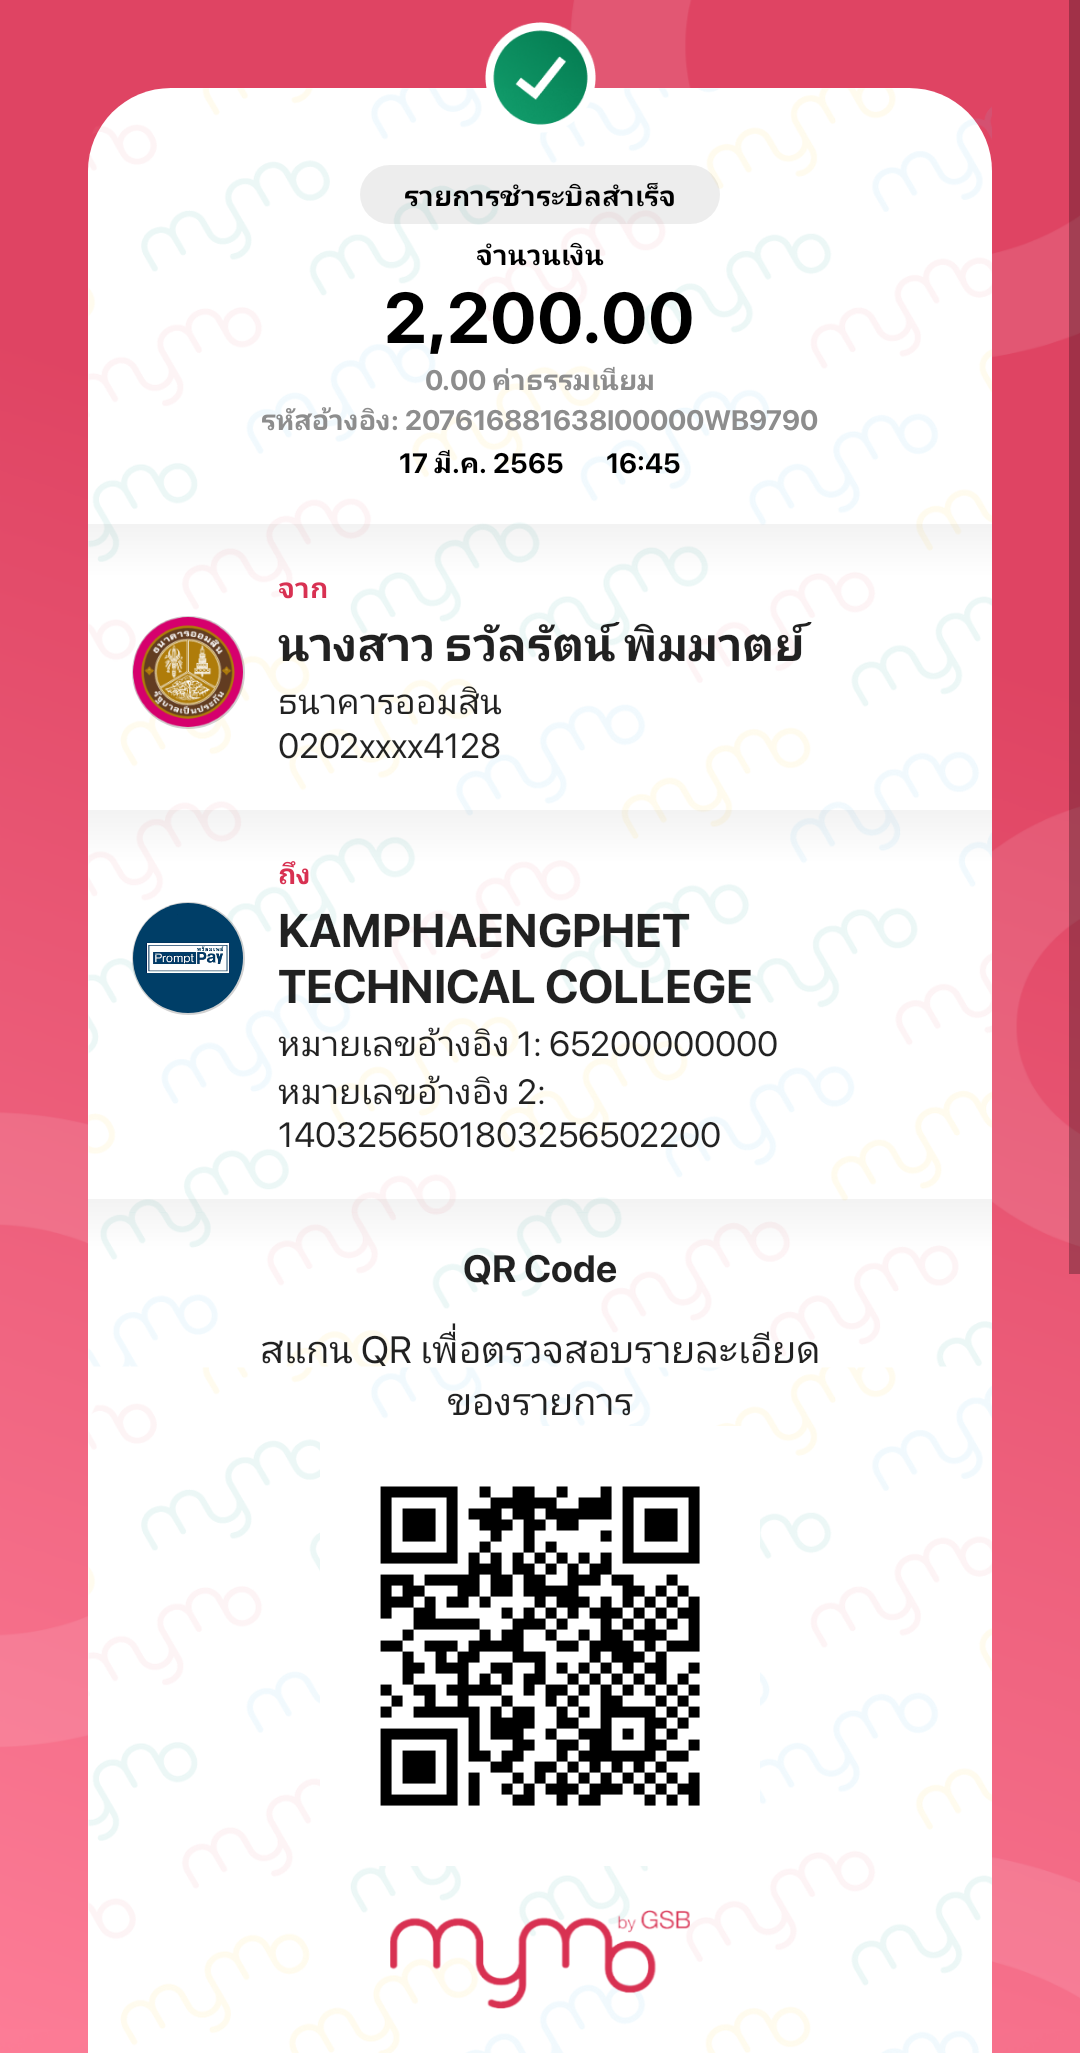 รายการชำระบิลสำเร็จ
จำนวนเงิน
2,200.00
0.00 ค่าธรรมเนียม
รหัสอ้างอิง: 207616881638I00000WB9790
17 มี.ค. 2565 16:45
จาก
นางสาว ธวัลรัตน์ พิมมาตย์
ธนาคารออมสิน
0202xxxx4128
ถึง
พร้อมเพย์
PromptPay
KAMPHAENGPHET
TECHNICAL COLLEGE
หมายเลขอ้างอิง 1: 65200000000
หมายเลขอ้างอิง 2:
1403256501803256502200
QR Code
สแกน QR เพื่อตรวจสอบรายละเอียด
ของรายการ
mymo by GSB